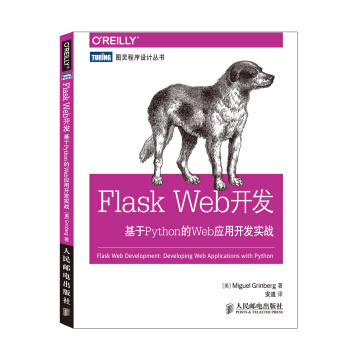 O'REILLY®
TURING 图灵程序设计丛书
Flask Web开发
基于Python的Web应用开发实战
Flask Web Development: Developing Web Applications with Python
[美] Miguel Grinberg 著
安道 译
人民邮电出版社
POSTS & TELECOM PRESS
O'REILLY®
TURING
Flask Web开发
基于Python的Web应用开发实战
[美] Grinberg 著
人民邮电出版社